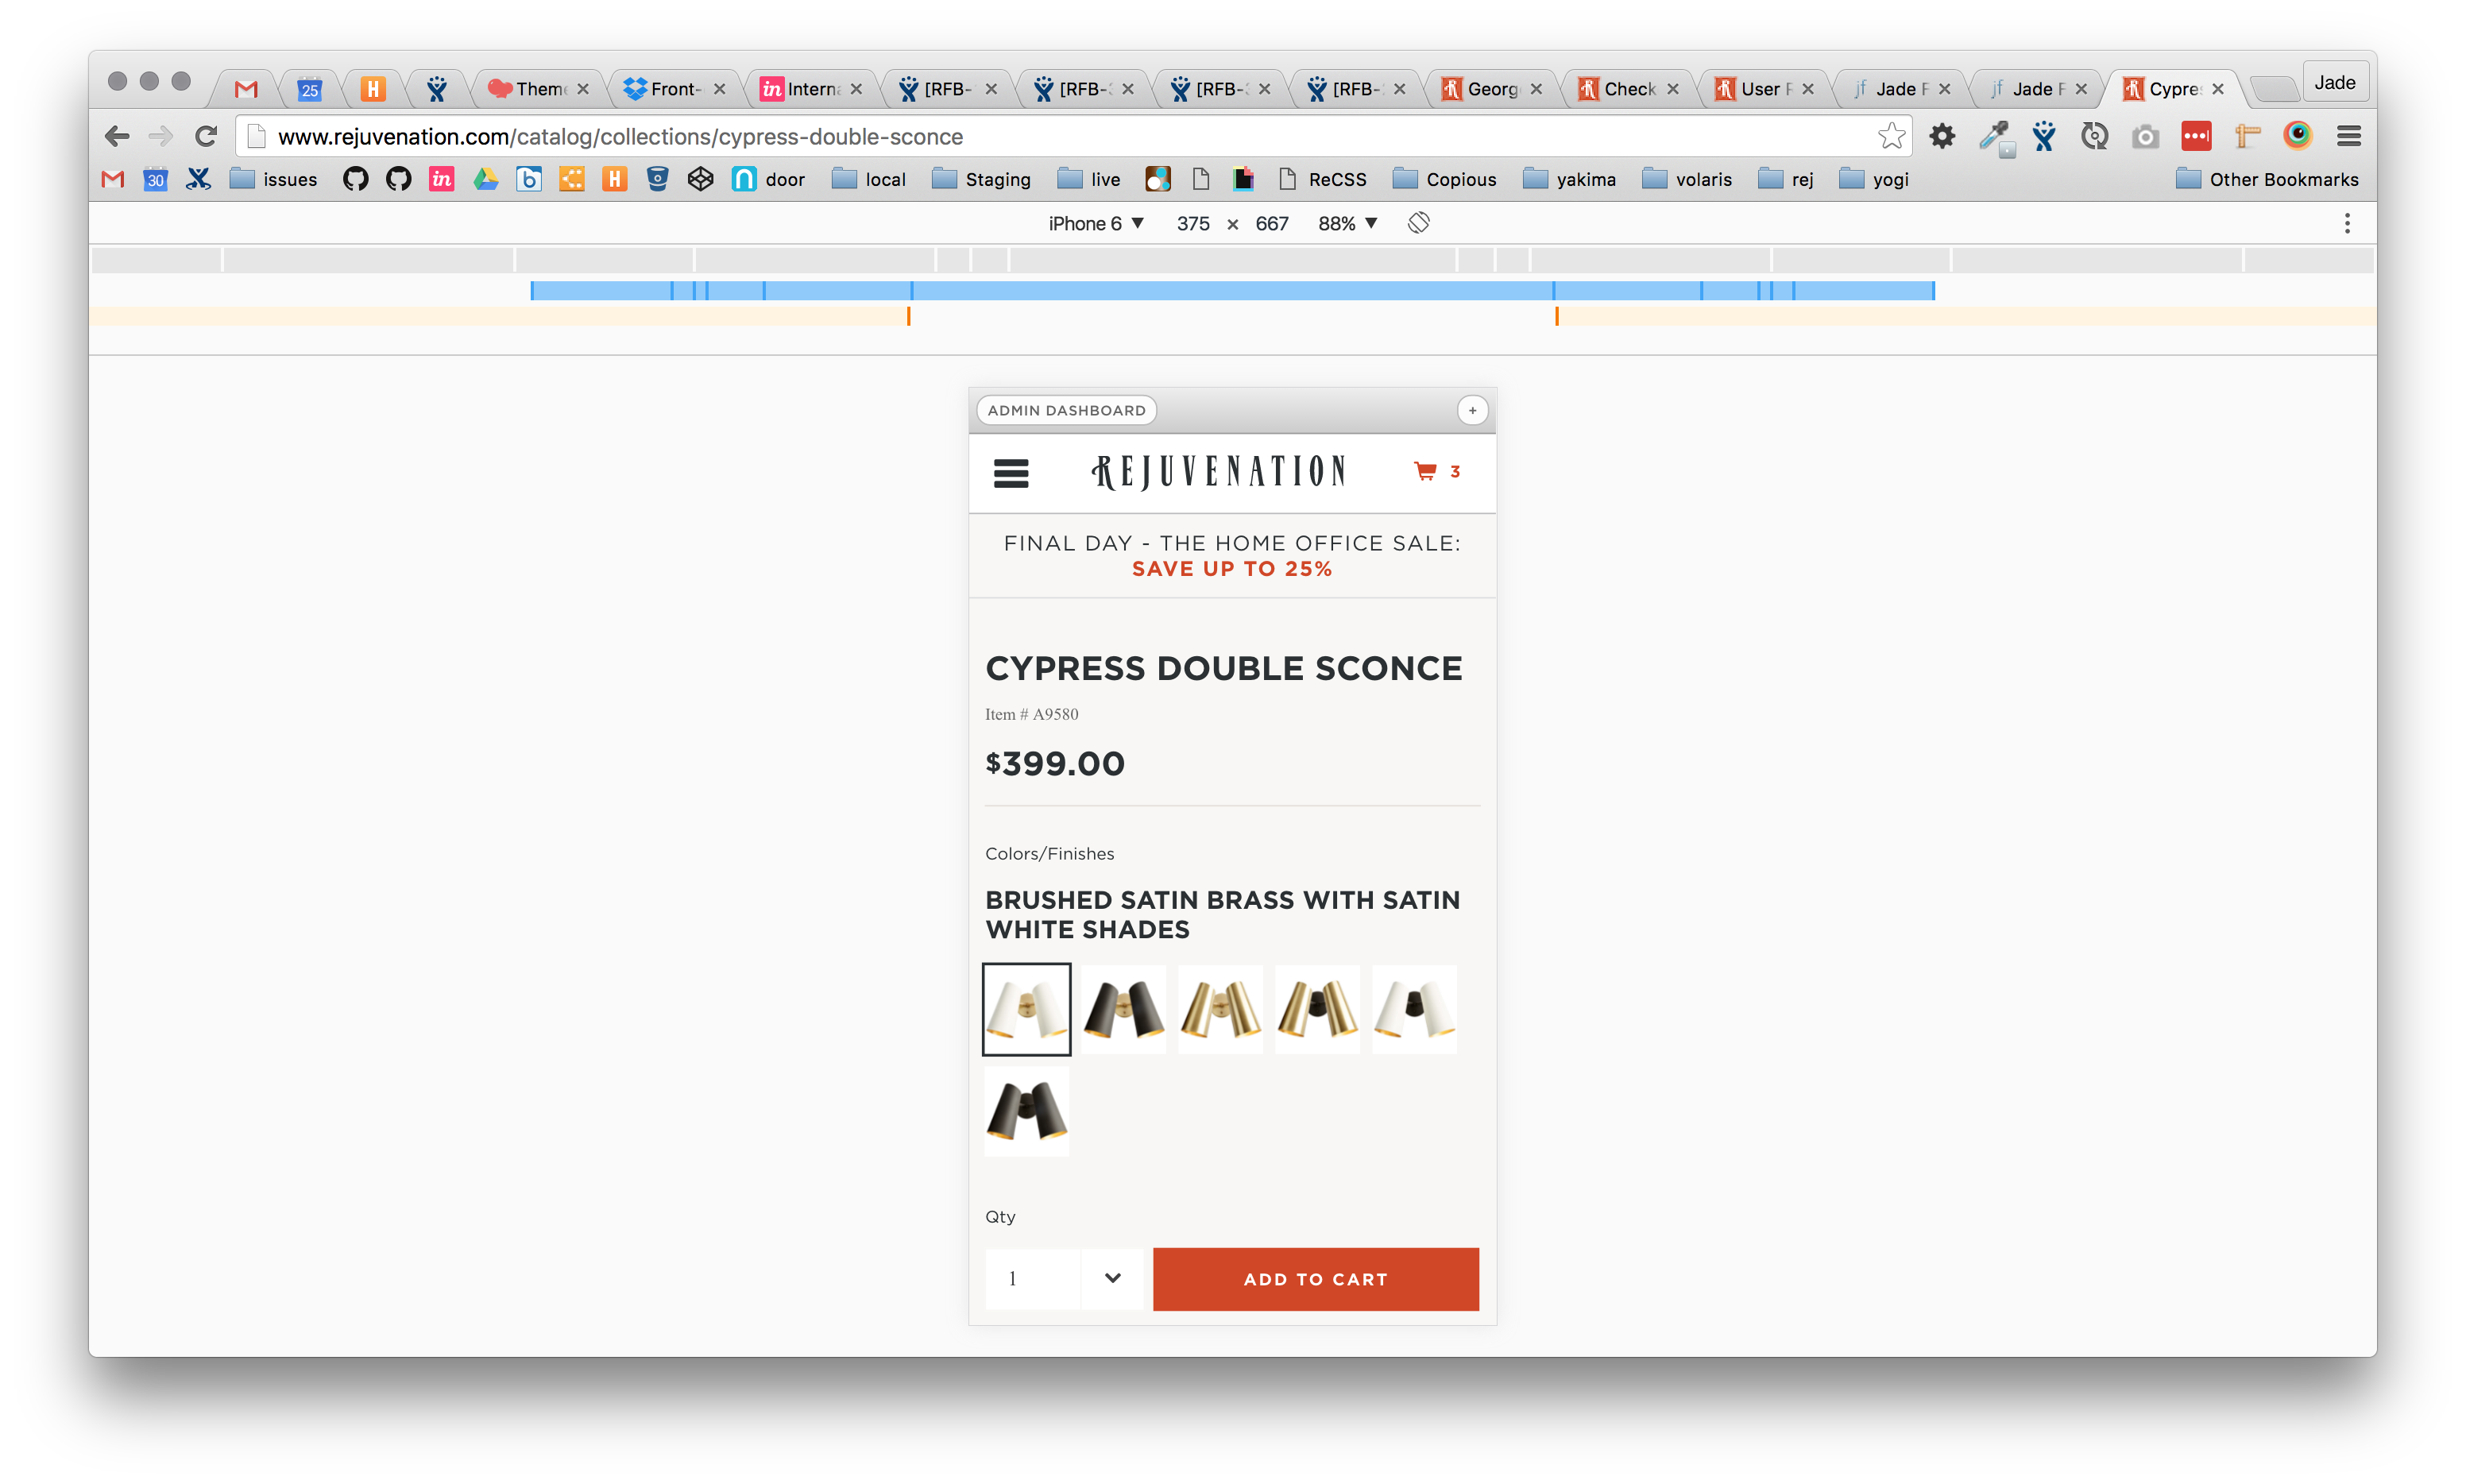 25
H
Them
Front-
in
Intern
[RFB-
[RFB-
[RFB-
[RFB-
R
Georg
R
Check
R
User
jf
Jade F
jf
Jade F
R
Cypre
Jade
www.rejuvenation.com/catalog/collections/cypress-double-sconce
30
issues
in
b
H
door
local
Staging
live
ReCSS
Copious
yakima
volaris
rej
yogi
Other Bookmarks
iPhone 6
375 × 667
88%
ADMIN DASHBOARD
+
REJUVENATION
3
FINAL DAY - THE HOME OFFICE SALE:
SAVE UP TO 25%
CYPRESS DOUBLE SCONCE
Item # A9580
$399.00
Colors/Finishes
BRUSHED SATIN BRASS WITH SATIN
WHITE SHADES
Qty
1
ADD TO CART